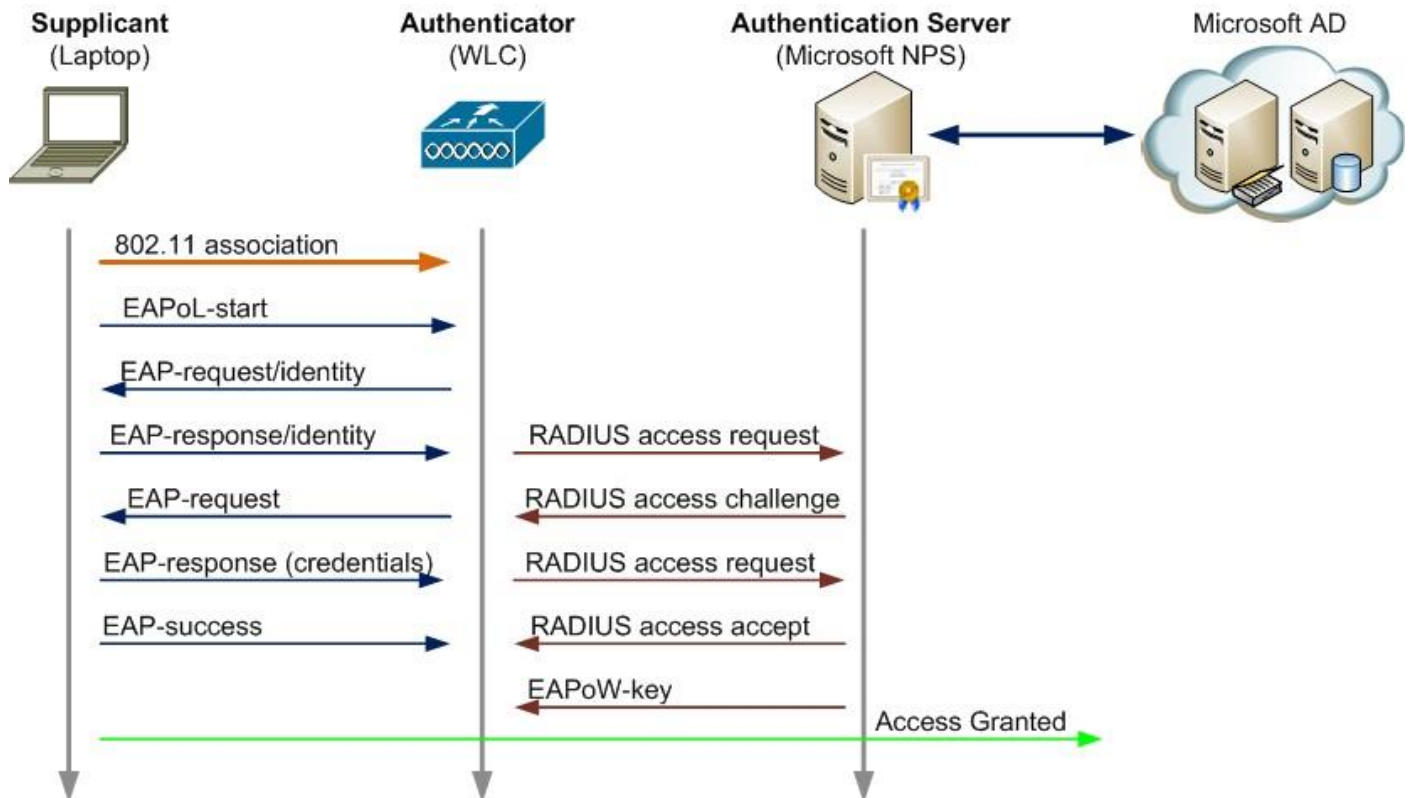 Supplicant
(Laptop)
Authenticator
(WLC)
Authentication Server
(Microsoft NPS)
Microsoft AD
802.11 association
EAPoL-start
EAP-request/identity
EAP-response/identity
RADIUS access request
EAP-request
RADIUS access challenge
EAP-response (credentials)
RADIUS access request
EAP-success
RADIUS access accept
EAPoW-key
Access Granted